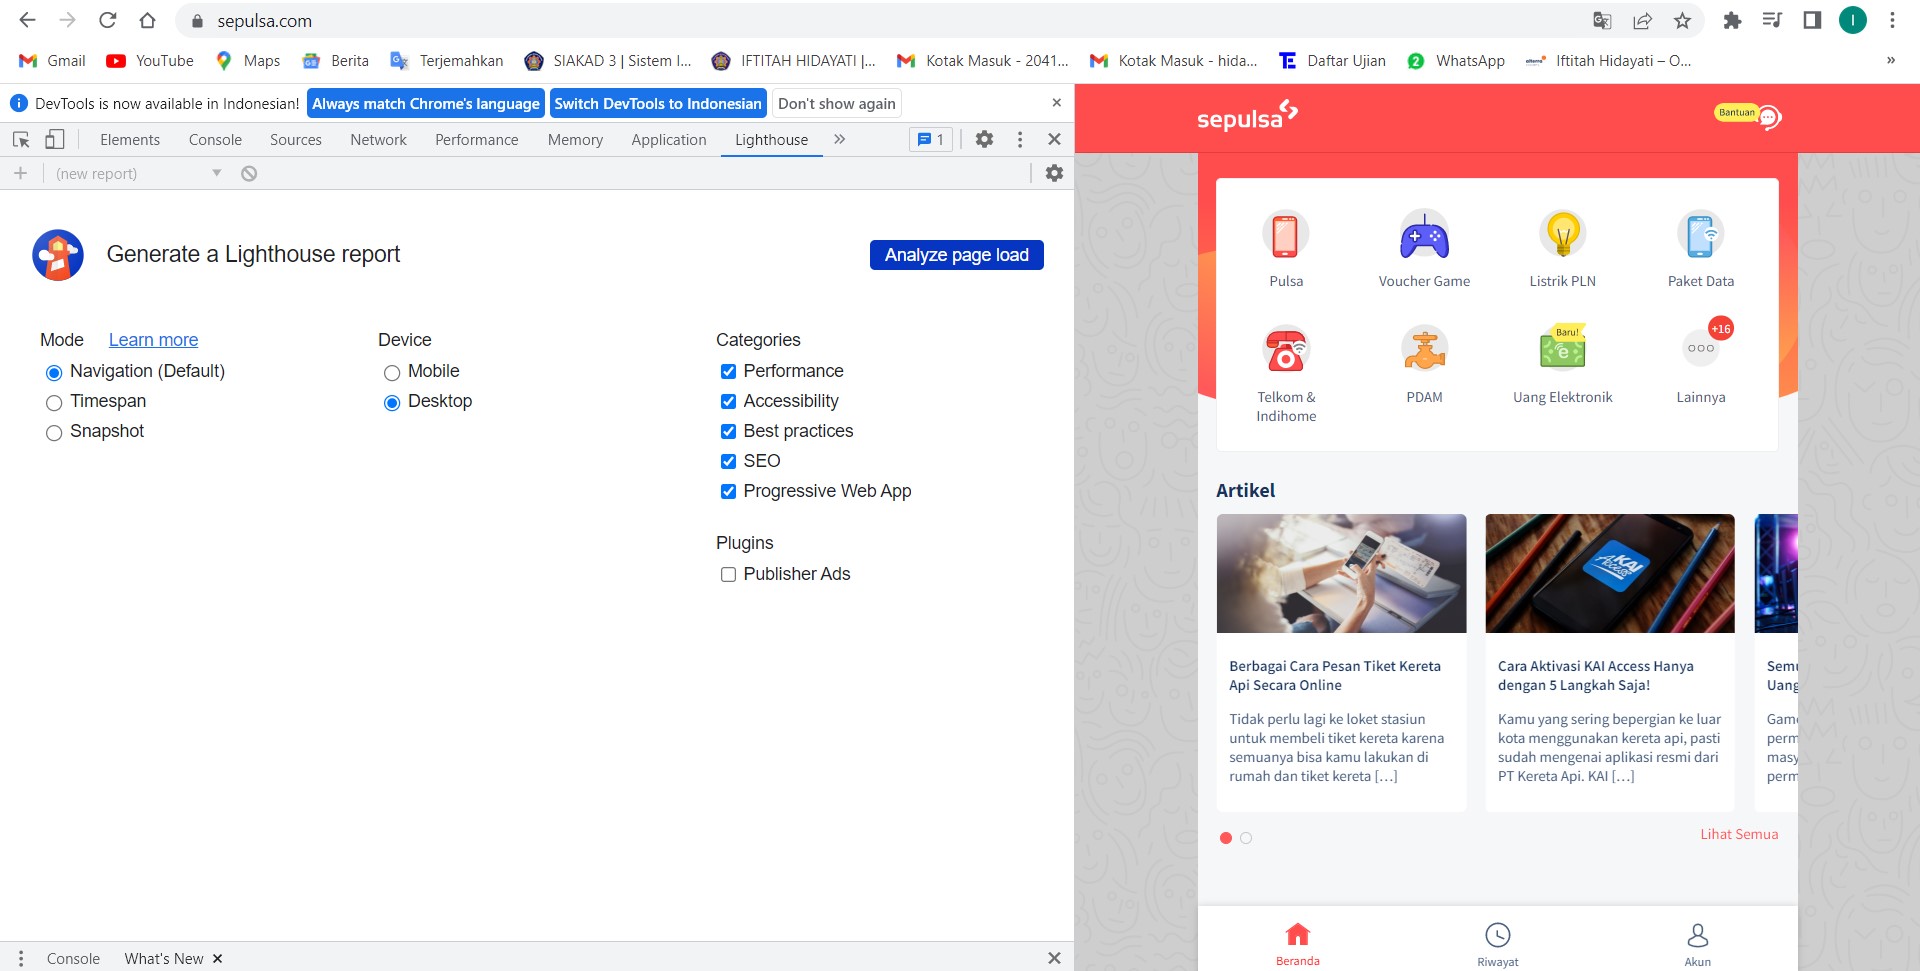 sepulsa.com
I
Gmail
YouTube
Maps
Berita
Terjemahkan
SIAKAD 3 | Sistem I...
IFTITAH HIDAYATI |...
Kotak Masuk - 2041...
Kotak Masuk - hida...
Daftar Ujian
2
WhatsApp
Iftitah Hidayati – O...
»
DevTools is now available in Indonesian!
Always match Chrome's language
Switch DevTools to Indonesian
Don't show again
Elements
Console
Sources
Network
Performance
Memory
Application
Lighthouse
1
(new report)
Generate a Lighthouse report
Analyze page load
Mode
Learn more
Navigation (Default)
Timespan
Snapshot
Device
Mobile
Desktop
Categories
Performance
Accessibility
Best practices
SEO
Progressive Web App
Plugins
Publisher Ads
Console
What's New
sepulsa
Bantuan
Pulsa
Voucher Game
Listrik PLN
Paket Data
Telkom &
Indihome
PDAM
Baru!
e
Uang Elektronik
+16
Lainnya
Artikel
KAI
Access
Berbagai Cara Pesan Tiket Kereta
Api Secara Online
Tidak perlu lagi ke loket stasiun
untuk membeli tiket kereta karena
semuanya bisa kamu lakukan di
rumah dan tiket kereta [...]
Cara Aktivasi KAI Access Hanya
dengan 5 Langkah Saja!
Kamu yang sering bepergian ke luar
kota menggunakan kereta api, pasti
sudah mengenai aplikasi resmi dari
PT Kereta Api. KAI [...]
Uang
perm
masy
perm
Lihat Semua
Beranda
Riwayat
Akun